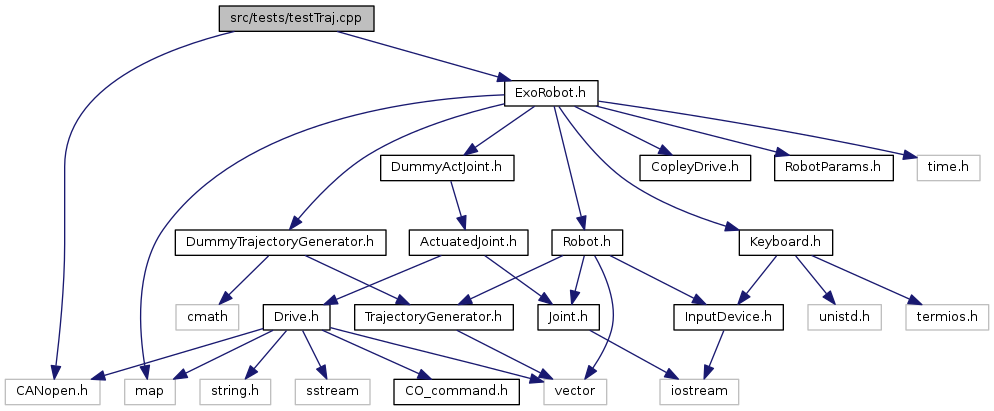 src/tests/testTraj.cpp
ExoRobot.h
DummyActJoint.h
CopleyDrive.h
RobotParams.h
time.h
DummyTrajectoryGenerator.h
ActuatedJoint.h
Robot.h
Keyboard.h
cmath
Drive.h
TrajectoryGenerator.h
Joint.h
InputDevice.h
unistd.h
termios.h
CANopen.h
map
string.h
sstream
CO_command.h
vector
iostream